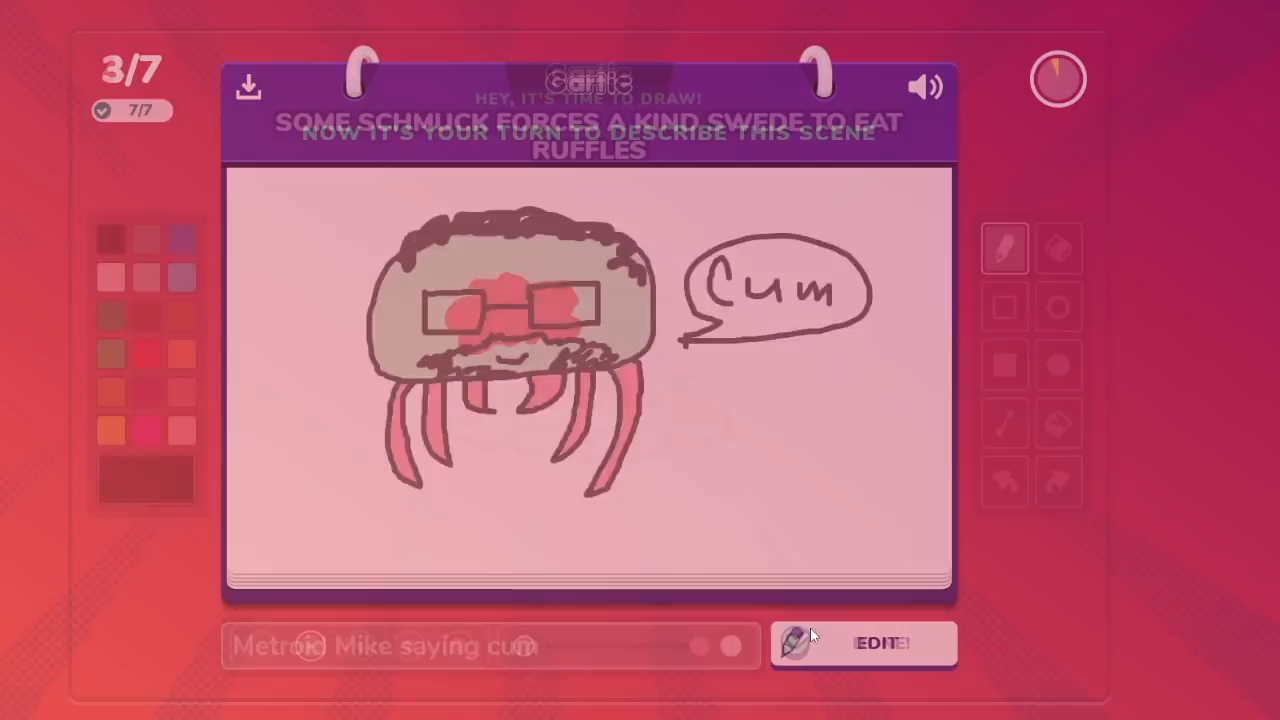 3/7
7/7
Gartic
HEY, IT'S TIME TO DRAW!
SOME SCHMUCK FORCES A KIND SWEDE TO EAT
NOW IT'S YOUR TURN TO DESCRIBE THIS SCENE
RUFFLES
Cum
Metroid Mike saying cum
EDIT!